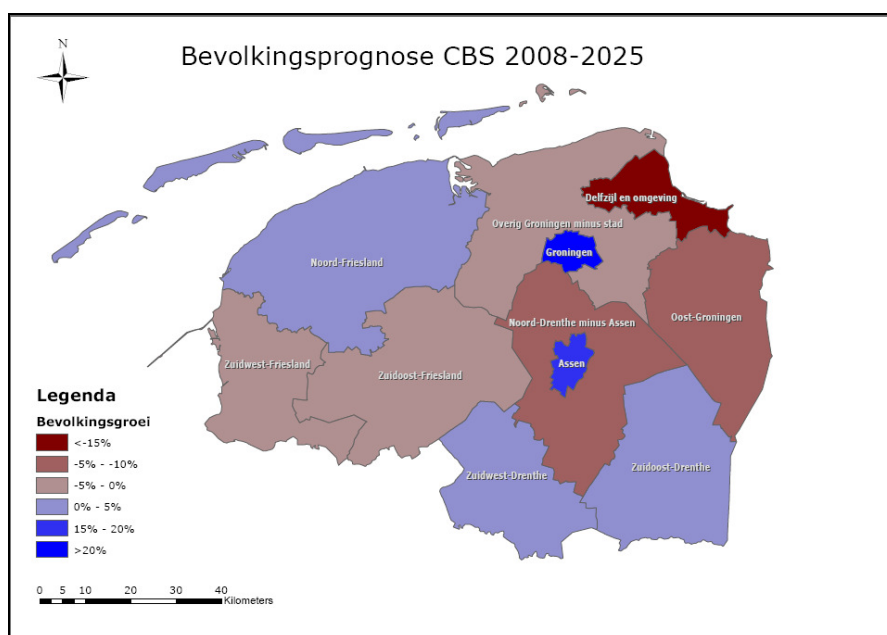 N
Bevolkingsprognose CBS 2008-2025
Delfzijl en omgeving
Overig Groningen minus stad
Groningen
Noord-Friesland
Oost-Groningen
Noord-Drenthe minus Assen
Zuidwest-Friesland
Assen
Zuidoost-Friesland
Zuidwest-Drenthe
Zuidoost-Drenthe
Legenda
Bevolkingsgroei
<-15%
-5% - -10%
-5% - 0%
0% - 5%
15% - 20%
>20%
0 5 10 20 30 40
Kilometers